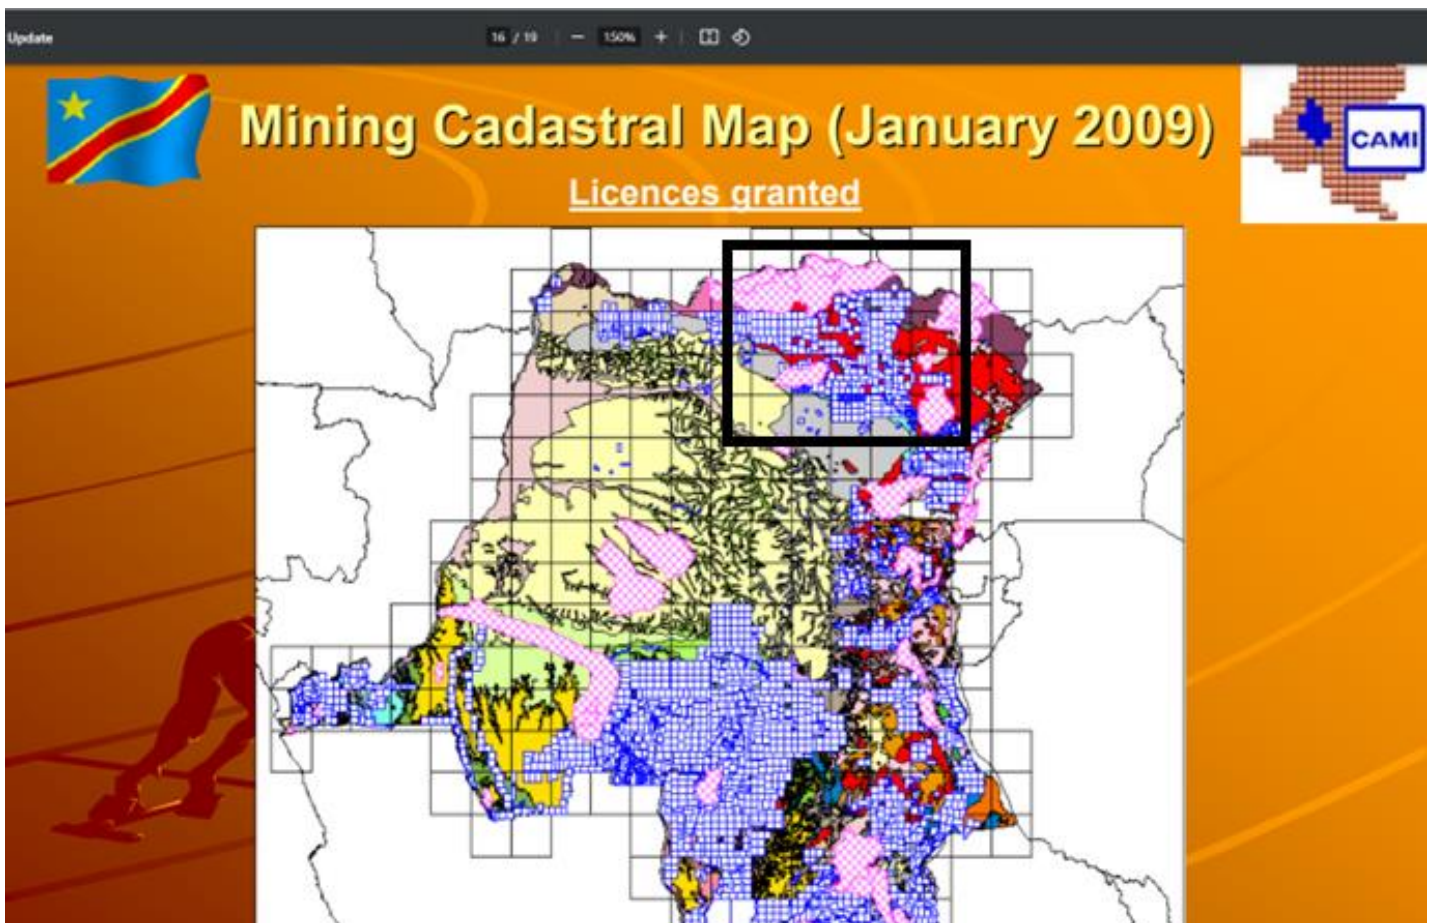 Update
16 / 19
150%
Mining Cadastral Map (January 2009)
CAMI
Licences granted